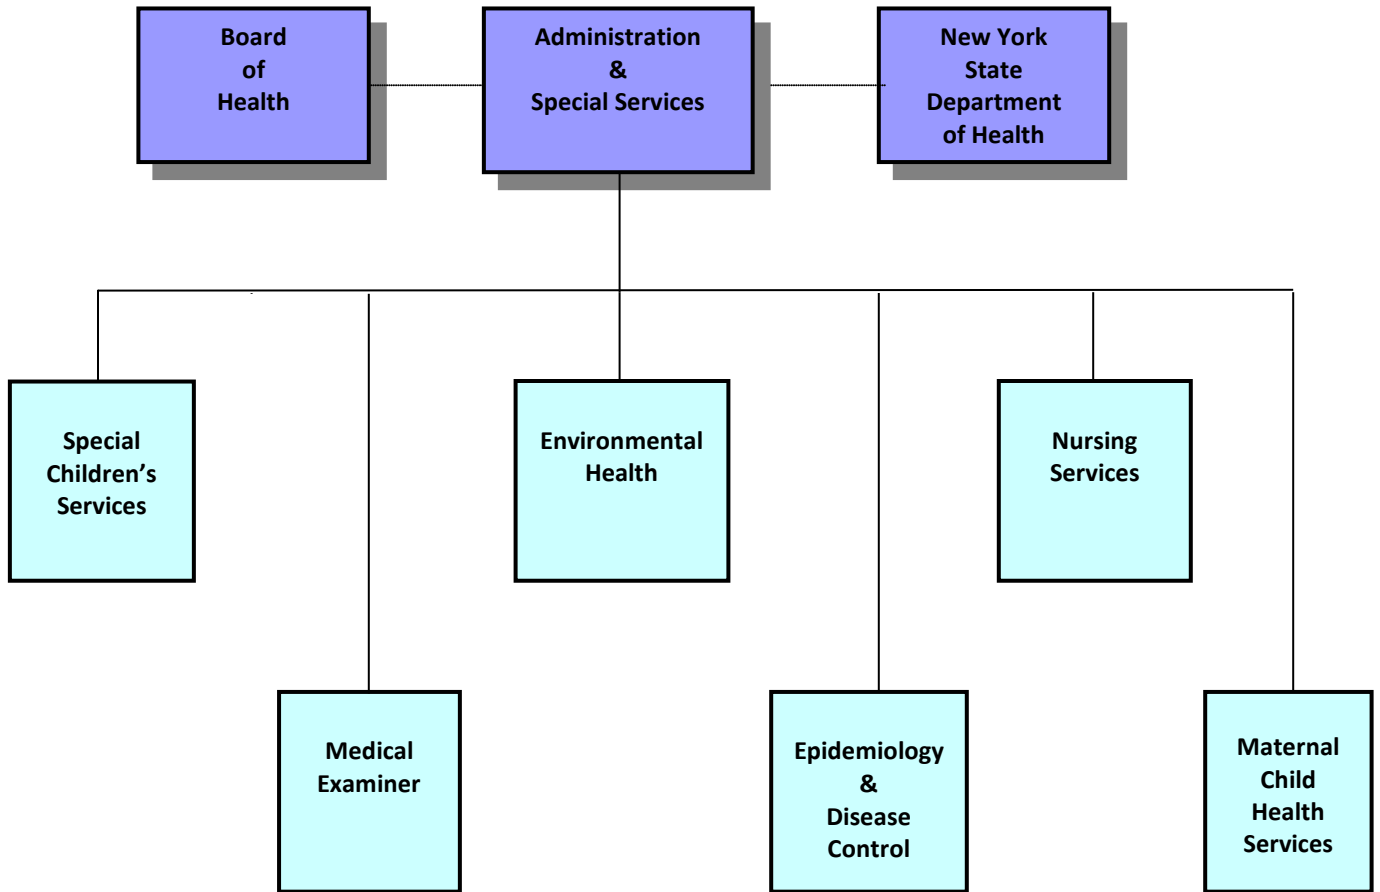 Board
of
Health
Administration
&
Special Services
New York
State
Department
of Health
Special
Children’s
Services
Environmental
Health
Nursing
Services
Medical
Examiner
Epidemiology
&
Disease
Control
Maternal
Child
Health
Services